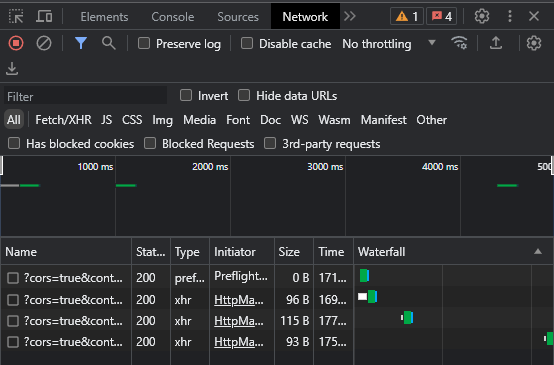 Elements Console Sources Network 1 4
Preserve log Disable cache No throttling
Filter Invert Hide data URLs
All Fetch/XHR JS CSS Img Media Font Doc WS Wasm Manifest Other
Has blocked cookies Blocked Requests 3rd-party requests
1000 ms 2000 ms 3000 ms 4000 ms 500
Name Stat... Type Initiator Size Time Waterfall
?cors=true&cont... 200 pref... Preflight... 0 B 171...
?cors=true&cont... 200 xhr HttpMa... 96 B 169...
?cors=true&cont... 200 xhr HttpMa... 115 B 177...
?cors=true&cont... 200 xhr HttpMa... 93 B 175...